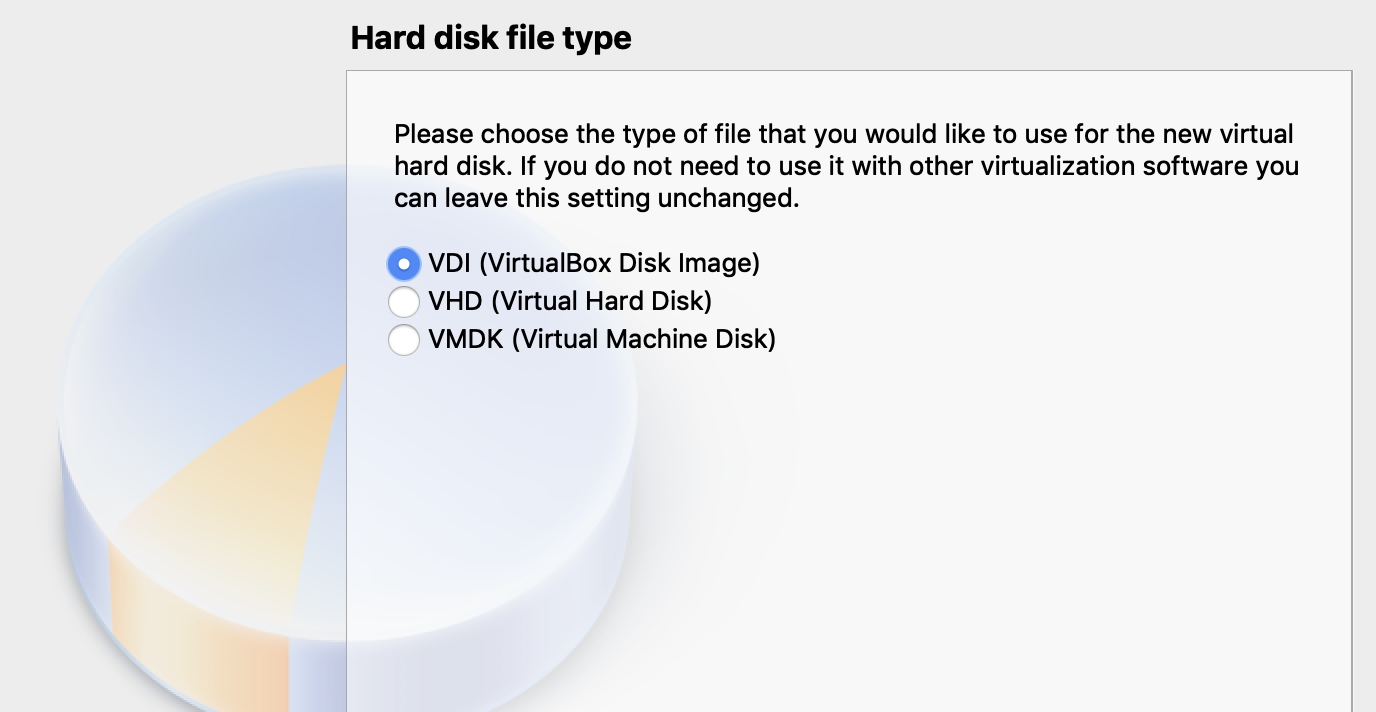 Hard disk file type
Please choose the type of file that you would like to use for the new virtual
hard disk. If you do not need to use it with other virtualization software you
can leave this setting unchanged.
VDI (VirtualBox Disk Image)
VHD (Virtual Hard Disk)
VMDK (Virtual Machine Disk)